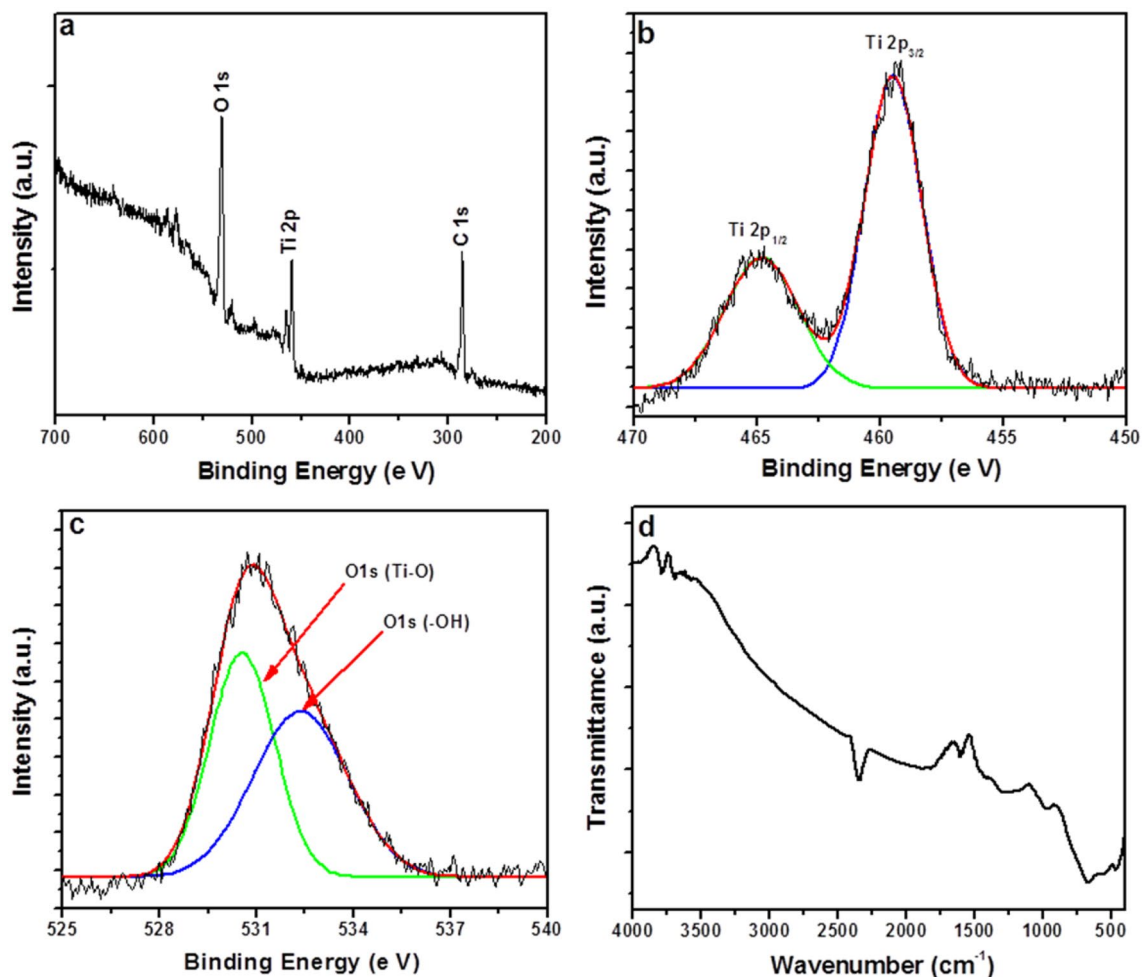 a
O 1s
Ti 2p
C 1s
Intensity (a.u.)
700 600 500 400 300 200
Binding Energy (e V)
b
Ti 2p3/2
Ti 2p1/2
Intensity (a.u.)
470 465 460 455 450
Binding Energy (e V)
c
O1s (Ti-O)
O1s (-OH)
Intensity (a.u.)
525 528 531 534 537 540
Binding Energy (e V)
d
Transmittamce (a.u.)
4000 3500 3000 2500 2000 1500 1000 500
Wavenumber (cm-1)